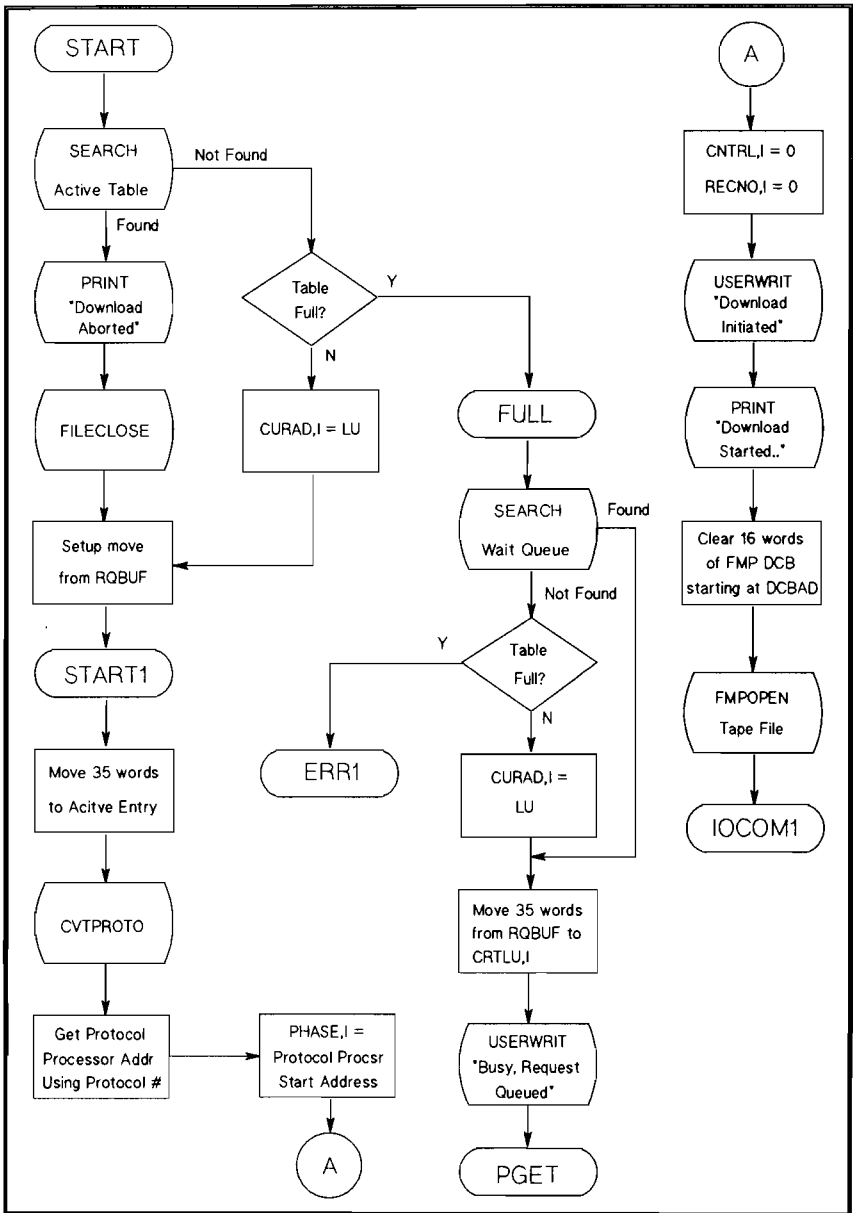 START
SEARCH
Active Table
Not Found
Found
PRINT
"Download
Aborted"
FILECLOSE
Table
Full?
Y
N
CURAD,I = LU
Setup move
from RQBUF
START1
Move 35 words
to Acitve Entry
CVTPROTO
Get Protocol
Processor Addr
Using Protocol #
PHASE,I =
Protocol Procsr
Start Address
A
FULL
SEARCH
Wait Queue
Found
Not Found
Table
Full?
Y
N
ERR1
CURAD,I =
LU
Move 35 words
from RQBUF to
CRTLU,I
USERWRIT
"Busy, Request
Queued"
PGET
A
CNTRL,I = 0
RECNO,I = 0
USERWRIT
"Download
Initiated"
PRINT
"Download
Started.."
Clear 16 words
of FMP DCB
starting at DCBAD
FMPOPEN
Tape File
IOCOM1